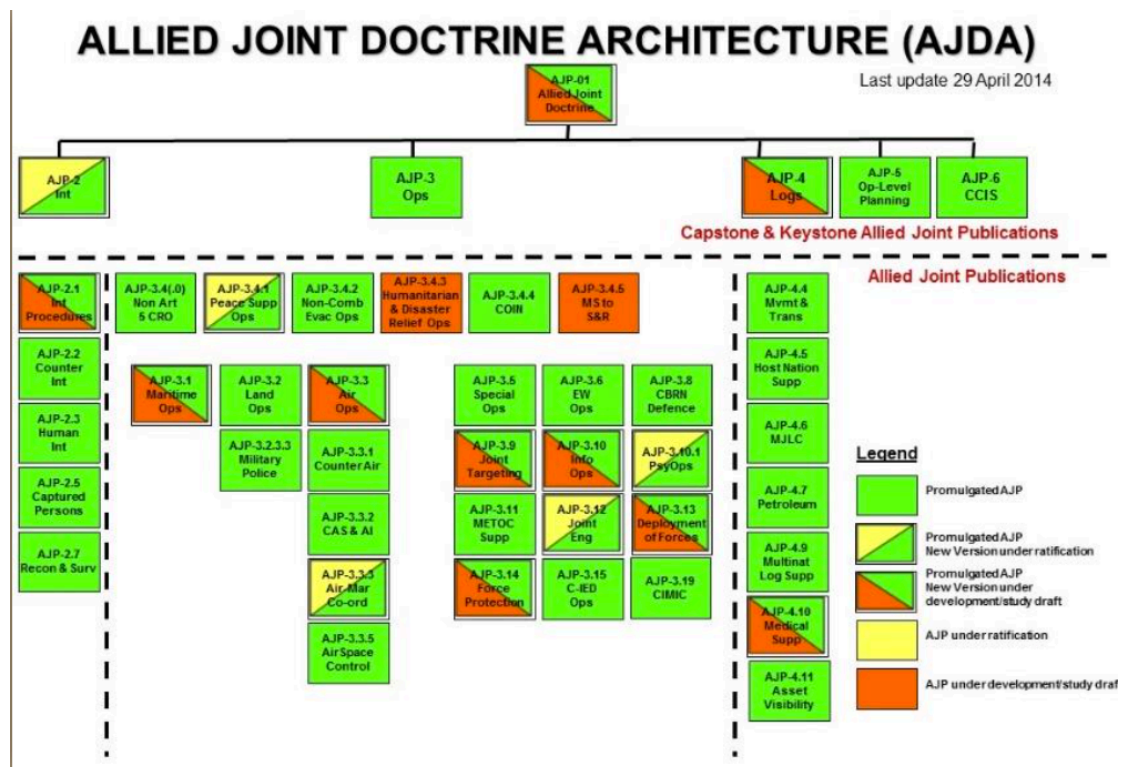 ALLIED JOINT DOCTRINE ARCHITECTURE (AJDA)
Last update 29 April 2014
AJP-01
Allied Joint
Doctrine
AJP-2
Int
AJP-3
Ops
AJP-4
Logs
AJP-5
Op-Level
Planning
AJP-6
CCIS
Capstone & Keystone Allied Joint Publications
Allied Joint Publications
AJP-2.1
Int
Procedures
AJP-2.2
Counter
Int
AJP-2.3
Human
Int
AJP-2.5
Captured
Persons
AJP-2.7
Recon & Surv
AJP-3.4(.0)
Non Art
5 CRO
AJP-3.4.1
Peace Supp
Ops
AJP-3.4.2
Non-Comb
Evac Ops
AJP-3.4.3
Humanitarian
& Disaster
Relief Ops
AJP-3.4.4
COIN
AJP-3.4.5
MS to
S&R
AJP-3.1
Maritime
Ops
AJP-3.2
Land
Ops
AJP-3.2.3.3
Military
Police
AJP-3.3
Air
Ops
AJP-3.3.1
Counter Air
AJP-3.3.2
CAS & AI
AJP-3.3.3
Air-Mar
Co-ord
AJP-3.3.5
AirSpace
Control
AJP-3.5
Special
Ops
AJP-3.6
EW
Ops
AJP-3.8
CBRN
Defence
AJP-3.9
Joint
Targeting
AJP-3.10
Info
Ops
AJP-3.10.1
PsyOps
AJP-3.11
METOC
Supp
AJP-3.12
Joint
Eng
AJP-3.13
Deployment
of Forces
AJP-3.14
Force
Protection
AJP-3.15
C-IED
Ops
AJP-3.19
CIMIC
AJP-4.4
Mvmt &
Trans
AJP-4.5
Host Nation
Supp
AJP-4.6
MJLC
AJP-4.7
Petroleum
AJP-4.9
Multinat
Log Supp
AJP-4.10
Medical
Supp
AJP-4.11
Asset
Visibility
Legend
Promulgated AJP
Promulgated AJP
New Version under ratification
Promulgated AJP
New Version under
development/study draft
AJP under ratification
AJP under development/study draf